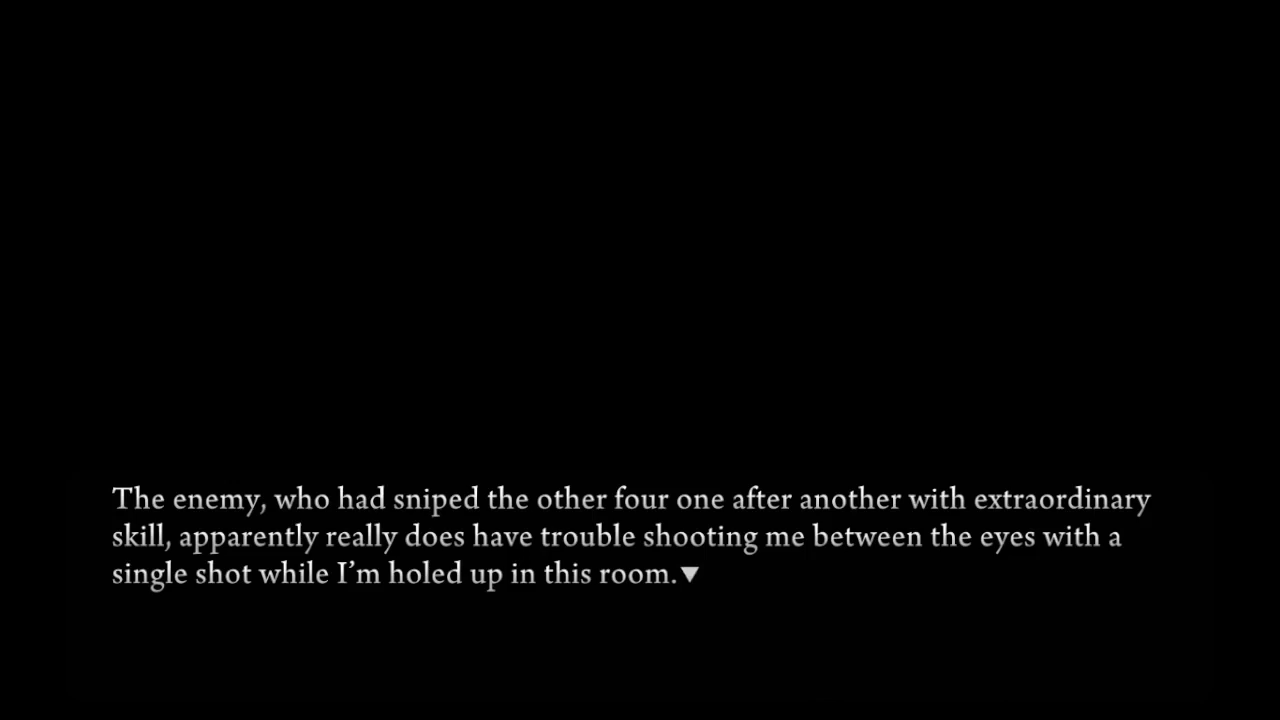 The enemy, who had sniped the other four one after another with extraordinary
skill, apparently really does have trouble shooting me between the eyes with a
single shot while I’m holed up in this room.▼